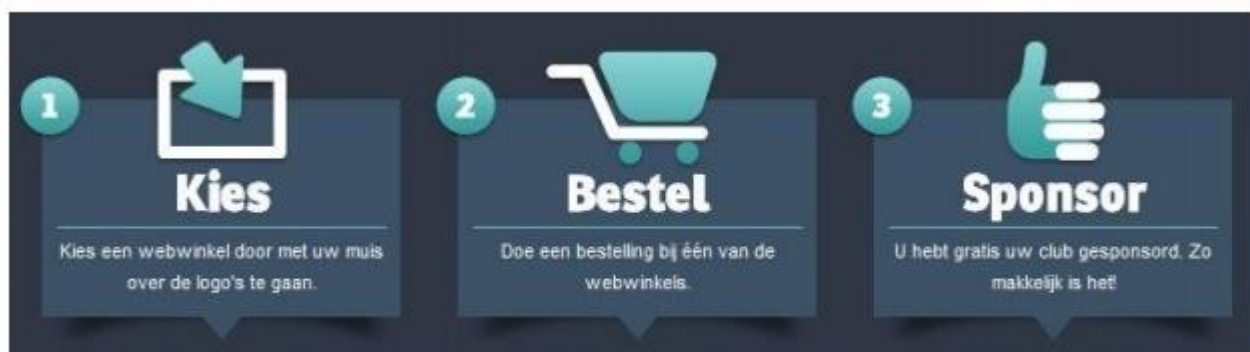 1
Kies
Kies een webwinkel door met uw muis
over de logo's te gaan.
2
Bestel
Doe een bestelling bij één van de
webwinkels.
3
Sponsor
U hebt gratis uw club gesponsord. Zo
makkelijk is het!